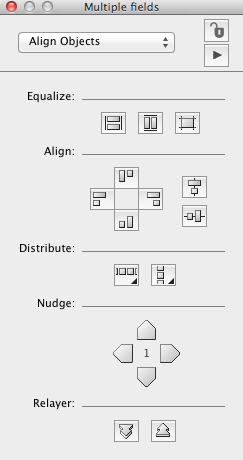 Multiple fields
Align Objects
Equalize:
Align:
Distribute:
Nudge:
1
Relayer: